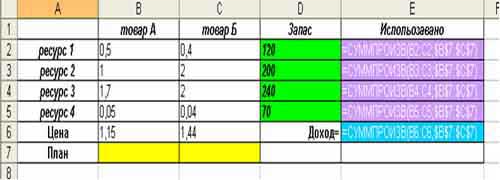 A B C D E F
1 товар А товар Б Запас Использавано
2 ресурс 1 0,5 0,4 120 =СУММПРОИЗВ(B2:C2;$B$7:$C$7)
3 ресурс 2 1 2 200 =СУММПРОИЗВ(B3:C3;$B$7:$C$7)
4 ресурс 3 1,7 2 240 =СУММПРОИЗВ(B4:C4;$B$7:$C$7)
5 ресурс 4 0,05 0,04 70 =СУММПРОИЗВ(B5:C5;$B$7:$C$7)
6 Цена 1,15 1,44 Доход= =СУММПРОИЗВ(B6:C6;$B$7:$C$7)
7 План
8